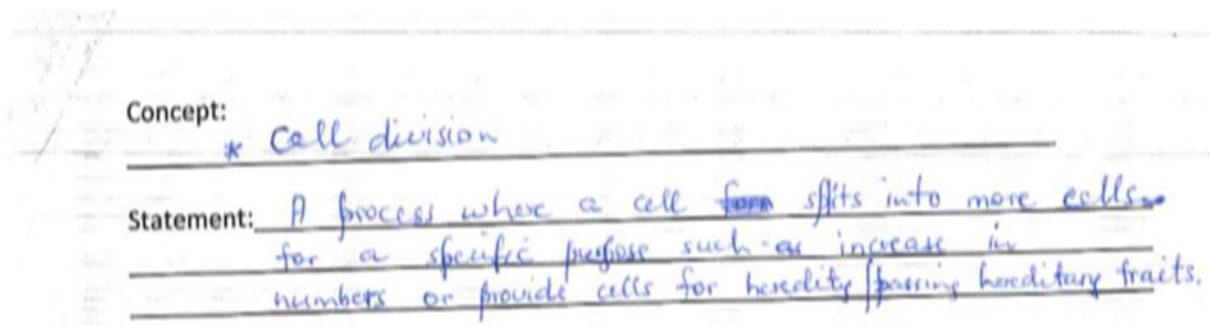 Concept:
* Cell division
Statement: A process where a cell splits into more cells
for a specific purpose such as increase in
numbers or provide cells for heredity / passing hereditary traits.